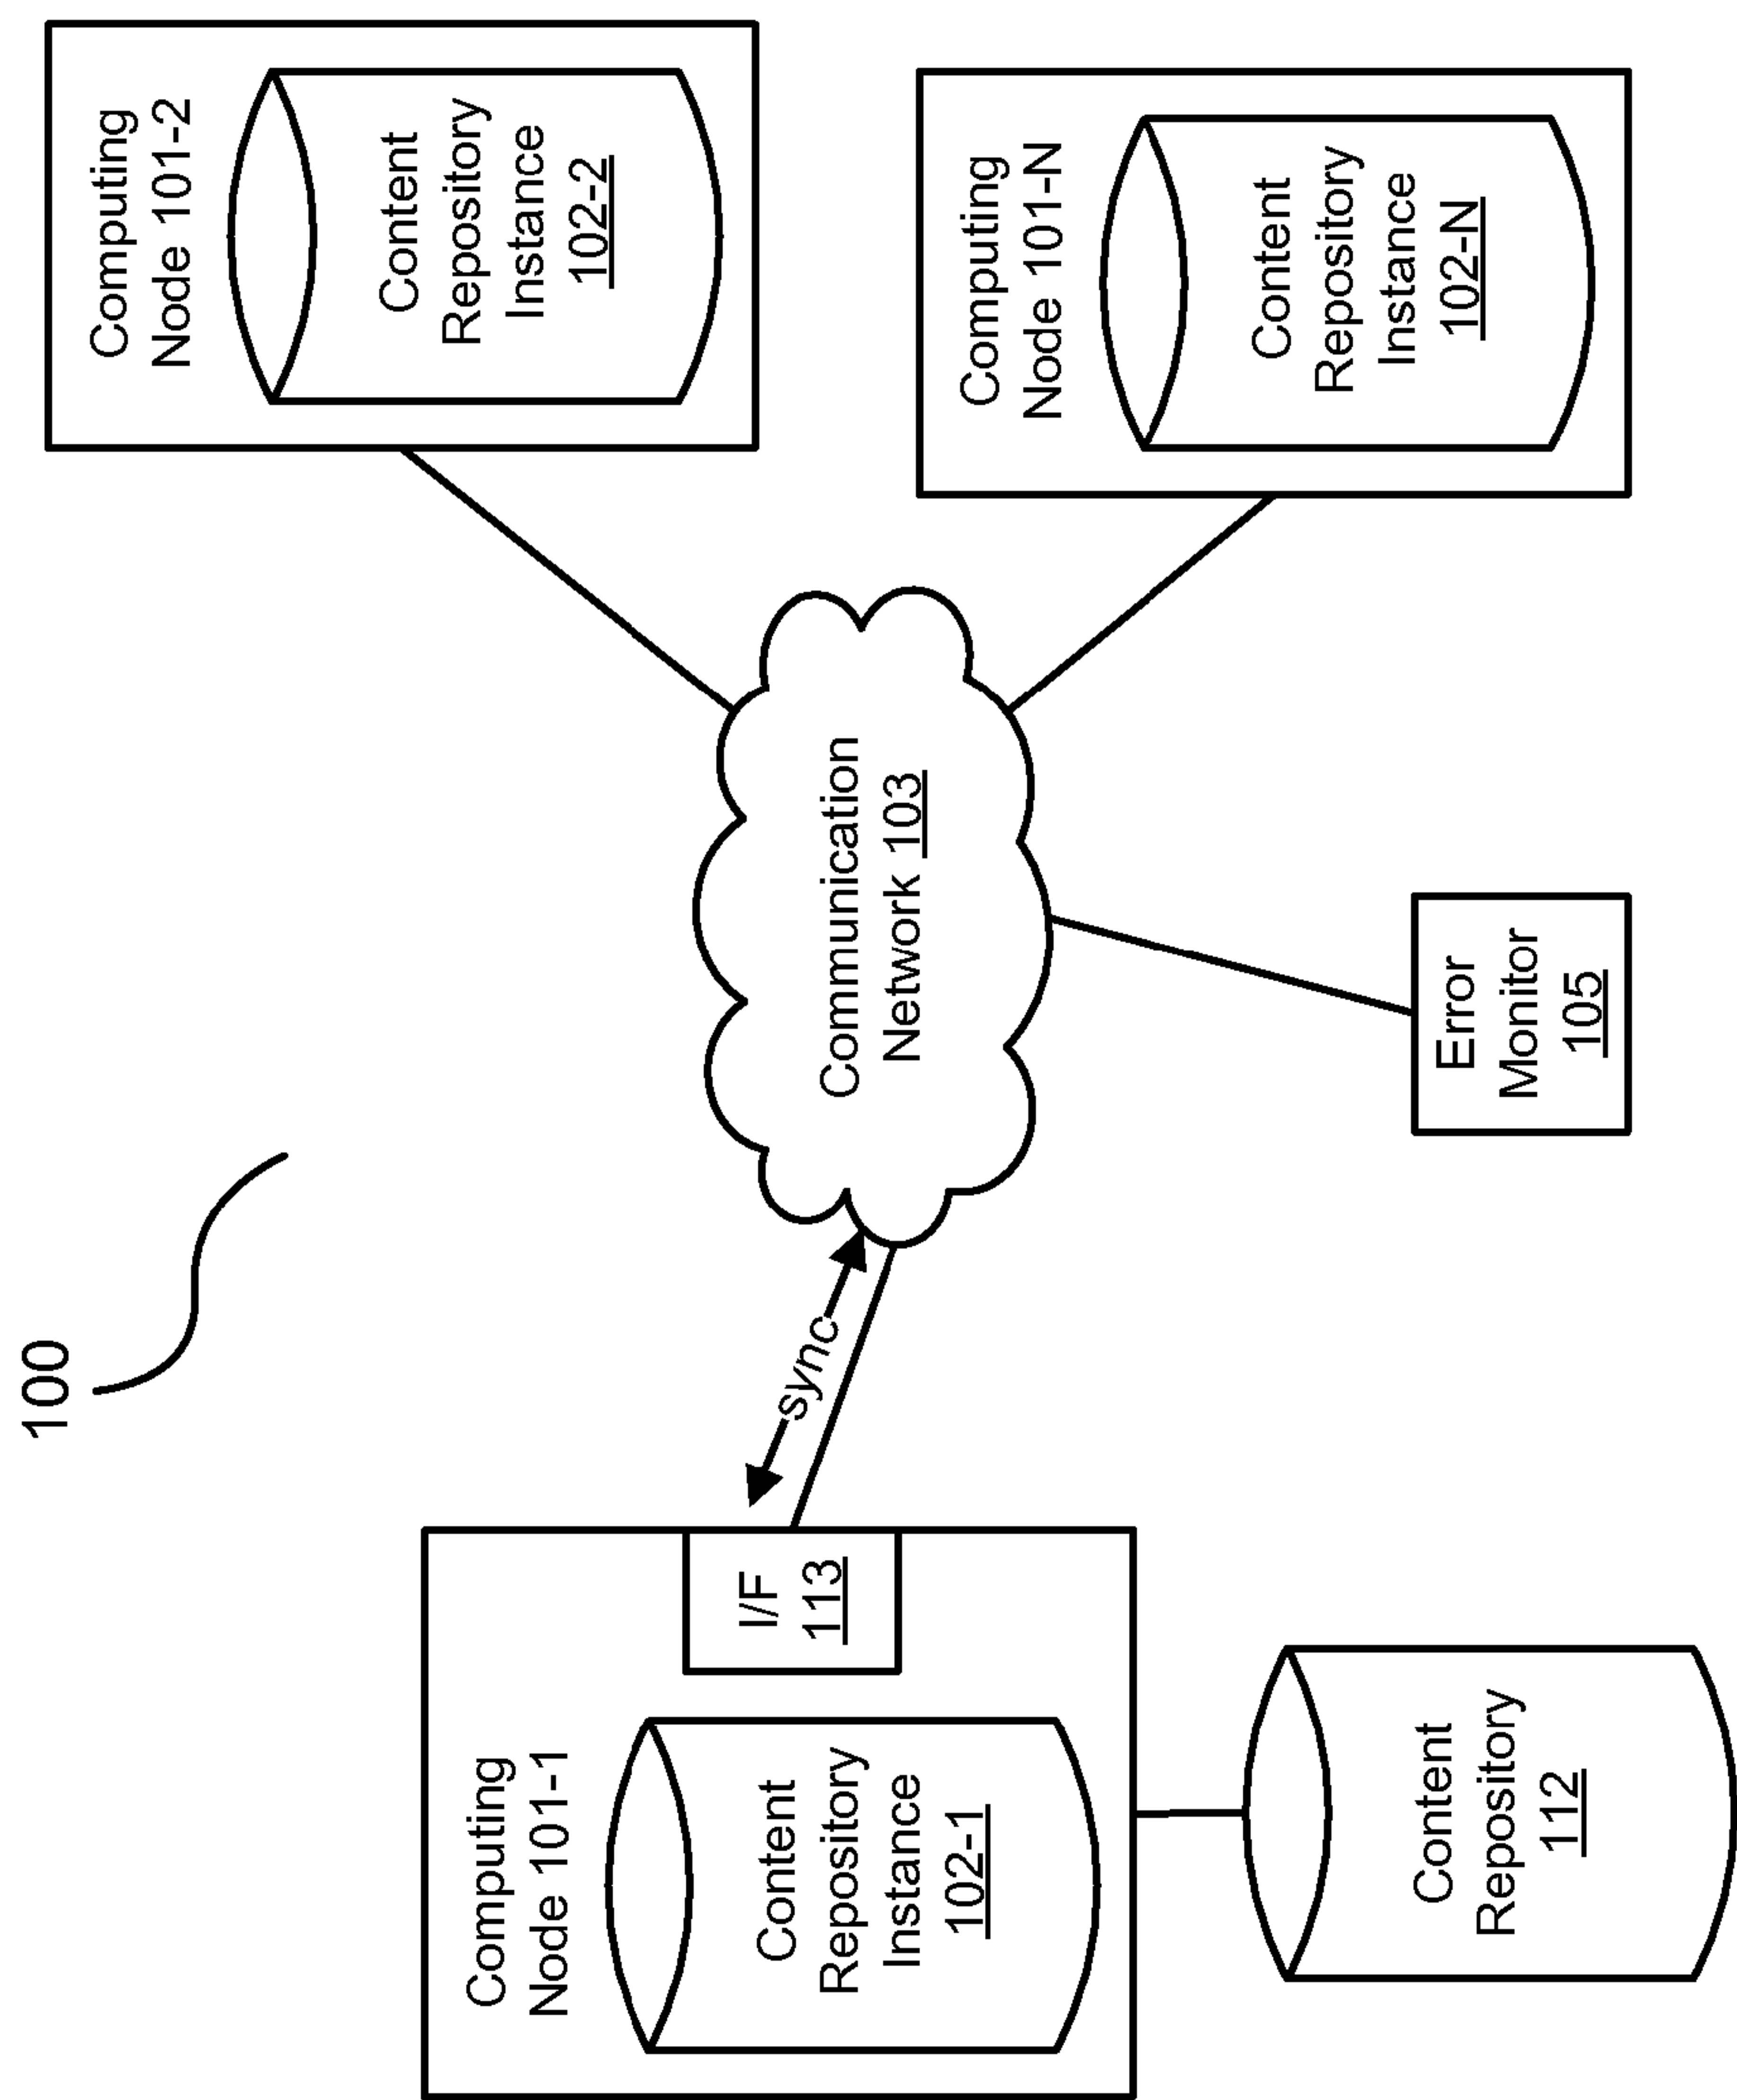 100
Computing
Node 101-1
Content
Repository
Instance
102-1
I/F
113
sync
Content
Repository
112
Communication
Network 103
Error
Monitor
105
Computing
Node 101-2
Content
Repository
Instance
102-2
Computing
Node 101-N
Content
Repository
Instance
102-N